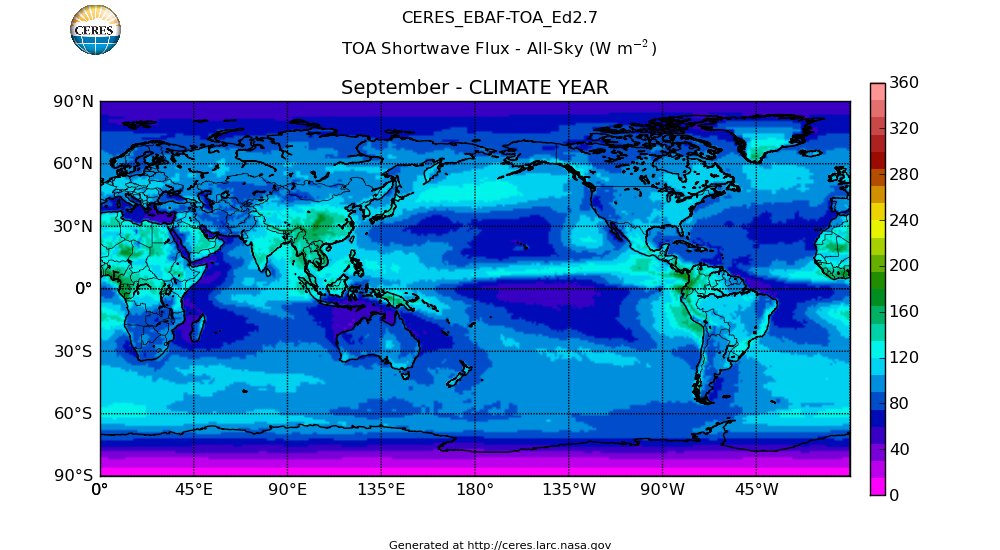 CERES
CERES_EBAF-TOA_Ed2.7
TOA Shortwave Flux - All-Sky (W m⁻²)
September - CLIMATE YEAR
90°N
60°N
30°N
0°
30°S
60°S
90°S
0° 45°E 90°E 135°E 180° 135°W 90°W 45°W
360
320
280
240
200
160
120
80
40
0
Generated at http://ceres.larc.nasa.gov